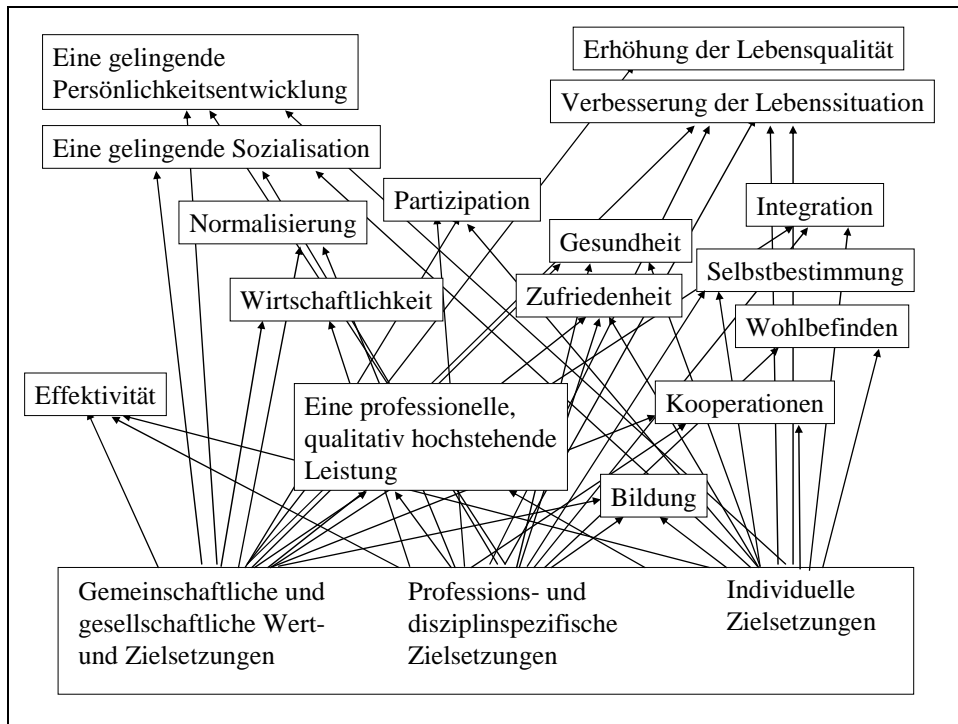 Eine gelingende
Persönlichkeitsentwicklung
Erhöhung der Lebensqualität
Verbesserung der Lebenssituation
Eine gelingende Sozialisation
Partizipation
Integration
Normalisierung
Gesundheit
Selbstbestimmung
Wirtschaftlichkeit
Zufriedenheit
Wohlbefinden
Effektivität
Eine professionelle,
qualitativ hochstehende
Leistung
Kooperationen
Bildung
Gemeinschaftliche und
gesellschaftliche Wert-
und Zielsetzungen
Professions- und
disziplinspezifische
Zielsetzungen
Individuelle
Zielsetzungen